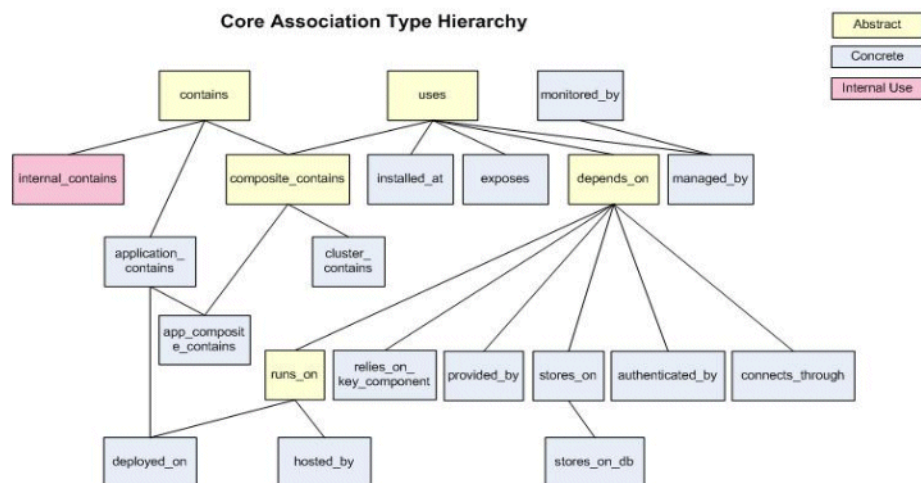 Core Association Type Hierarchy
Abstract
Concrete
Internal Use
contains
uses
monitored_by
internal_contains
composite_contains
installed_at
exposes
depends_on
managed_by
application_
contains
cluster_
contains
app_composit
e_contains
runs_on
relies_on_
key_component
provided_by
stores_on
authenticated_by
connects_through
deployed_on
hosted_by
stores_on_db